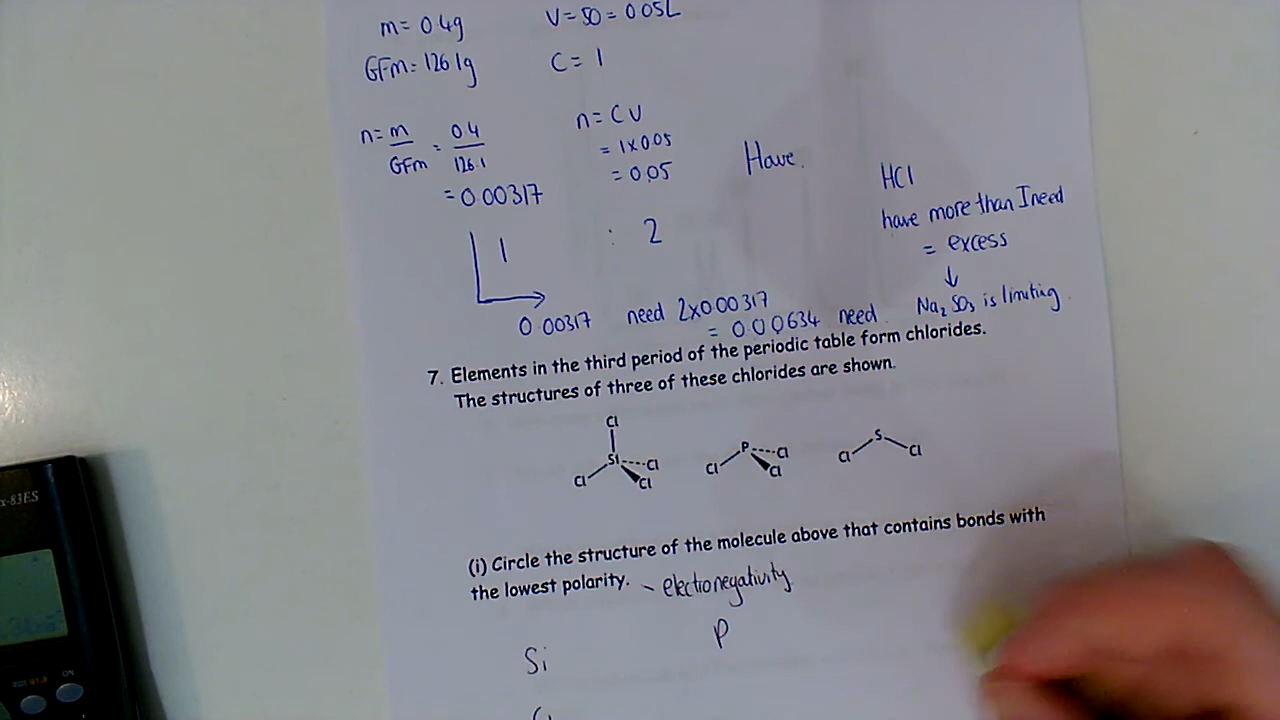 m = 0.4g
V = 50 = 0.05L
GFM = 126.1g
C = 1
n = m/GFM = 0.4/126.1
= 0.00317
n = CV
= 1 x 0.05
= 0.05
Have
HCl
have more than I need
= excess
↓
Na₂SO₃ is limiting
1 : 2
0.00317 need 2x0.00317
= 0.00634 need
7. Elements in the third period of the periodic table form chlorides.
The structures of three of these chlorides are shown.
Cl
Si Cl
Cl Cl
P Cl
Cl Cl
S
Cl Cl
(i) Circle the structure of the molecule above that contains bonds with
the lowest polarity. - electronegativity
Si P
ON